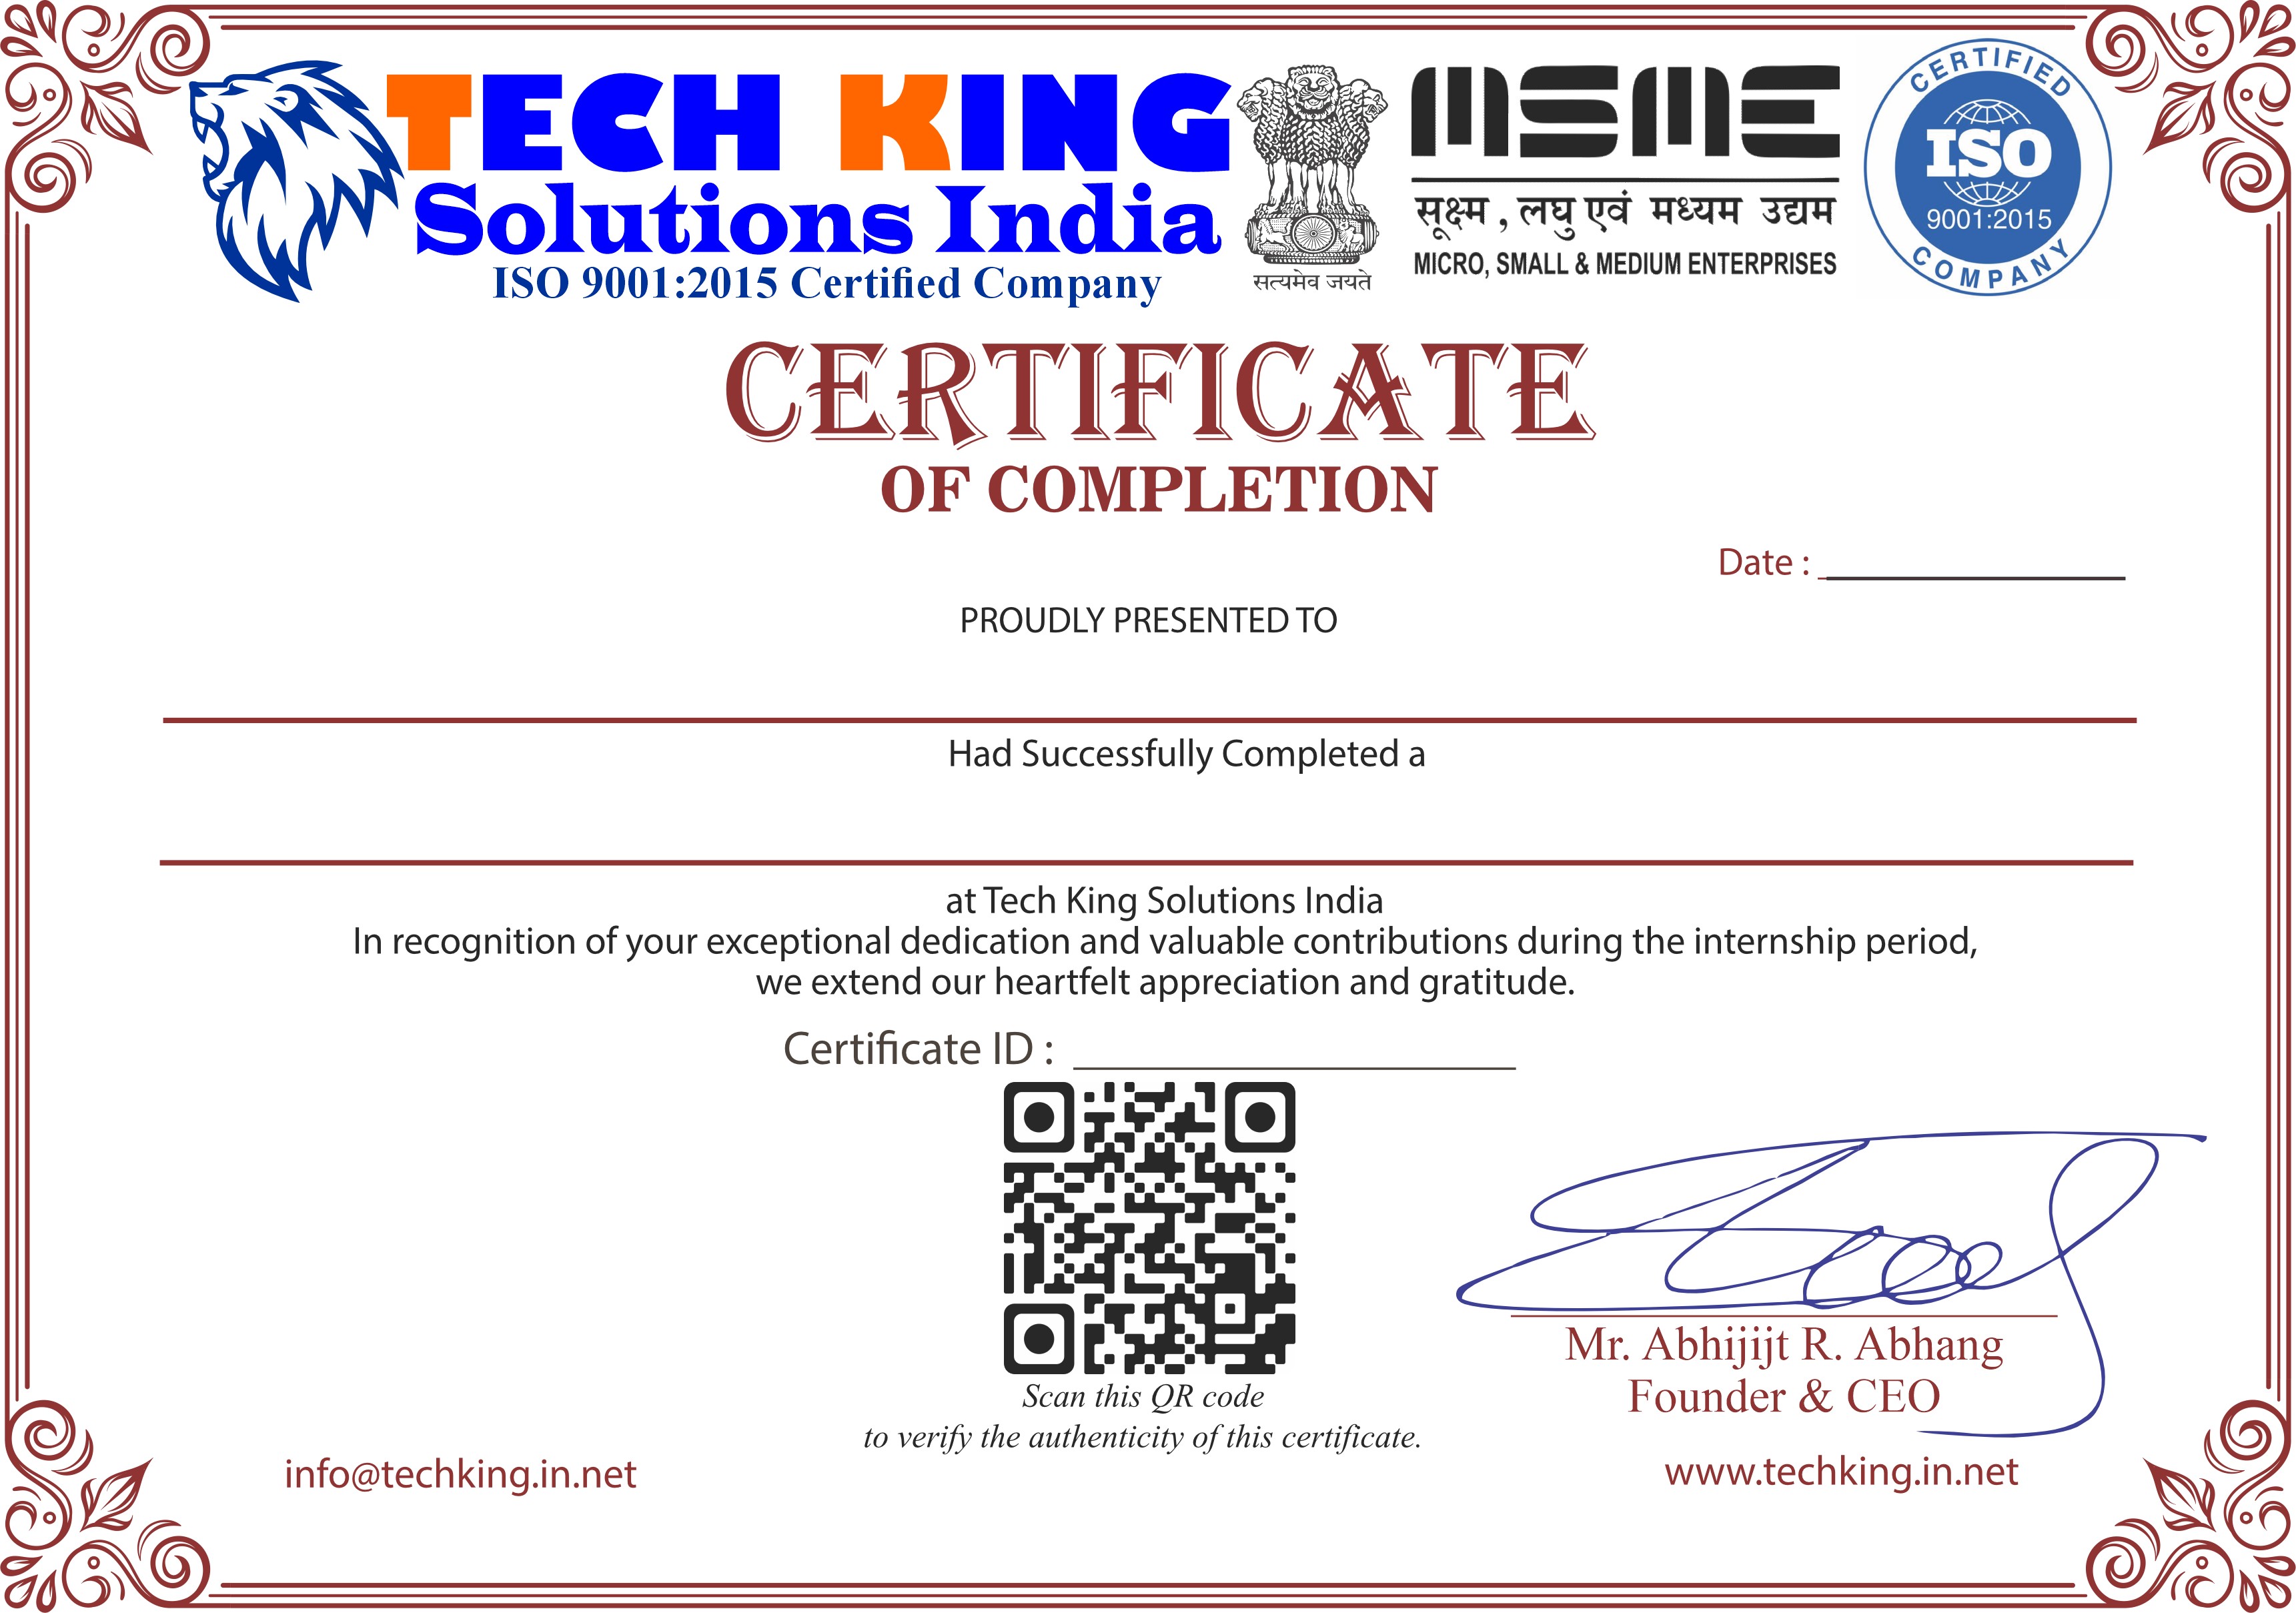 TECH KING
Solutions India
ISO 9001:2015 Certified Company
सत्यमेव जयते
MSME
सूक्ष्म , लघु एवं मध्यम उद्यम
MICRO, SMALL & MEDIUM ENTERPRISES
CERTIFIED
ISO
9001:2015
COMPANY
CERTIFICATE
OF COMPLETION
Date :
PROUDLY PRESENTED TO
Had Successfully Completed a
at Tech King Solutions India
In recognition of your exceptional dedication and valuable contributions during the internship period,
we extend our heartfelt appreciation and gratitude.
Certificate ID :
Scan this QR code
to verify the authenticity of this certificate.
Mr. Abhijijt R. Abhang
Founder & CEO
info@techking.in.net
www.techking.in.net